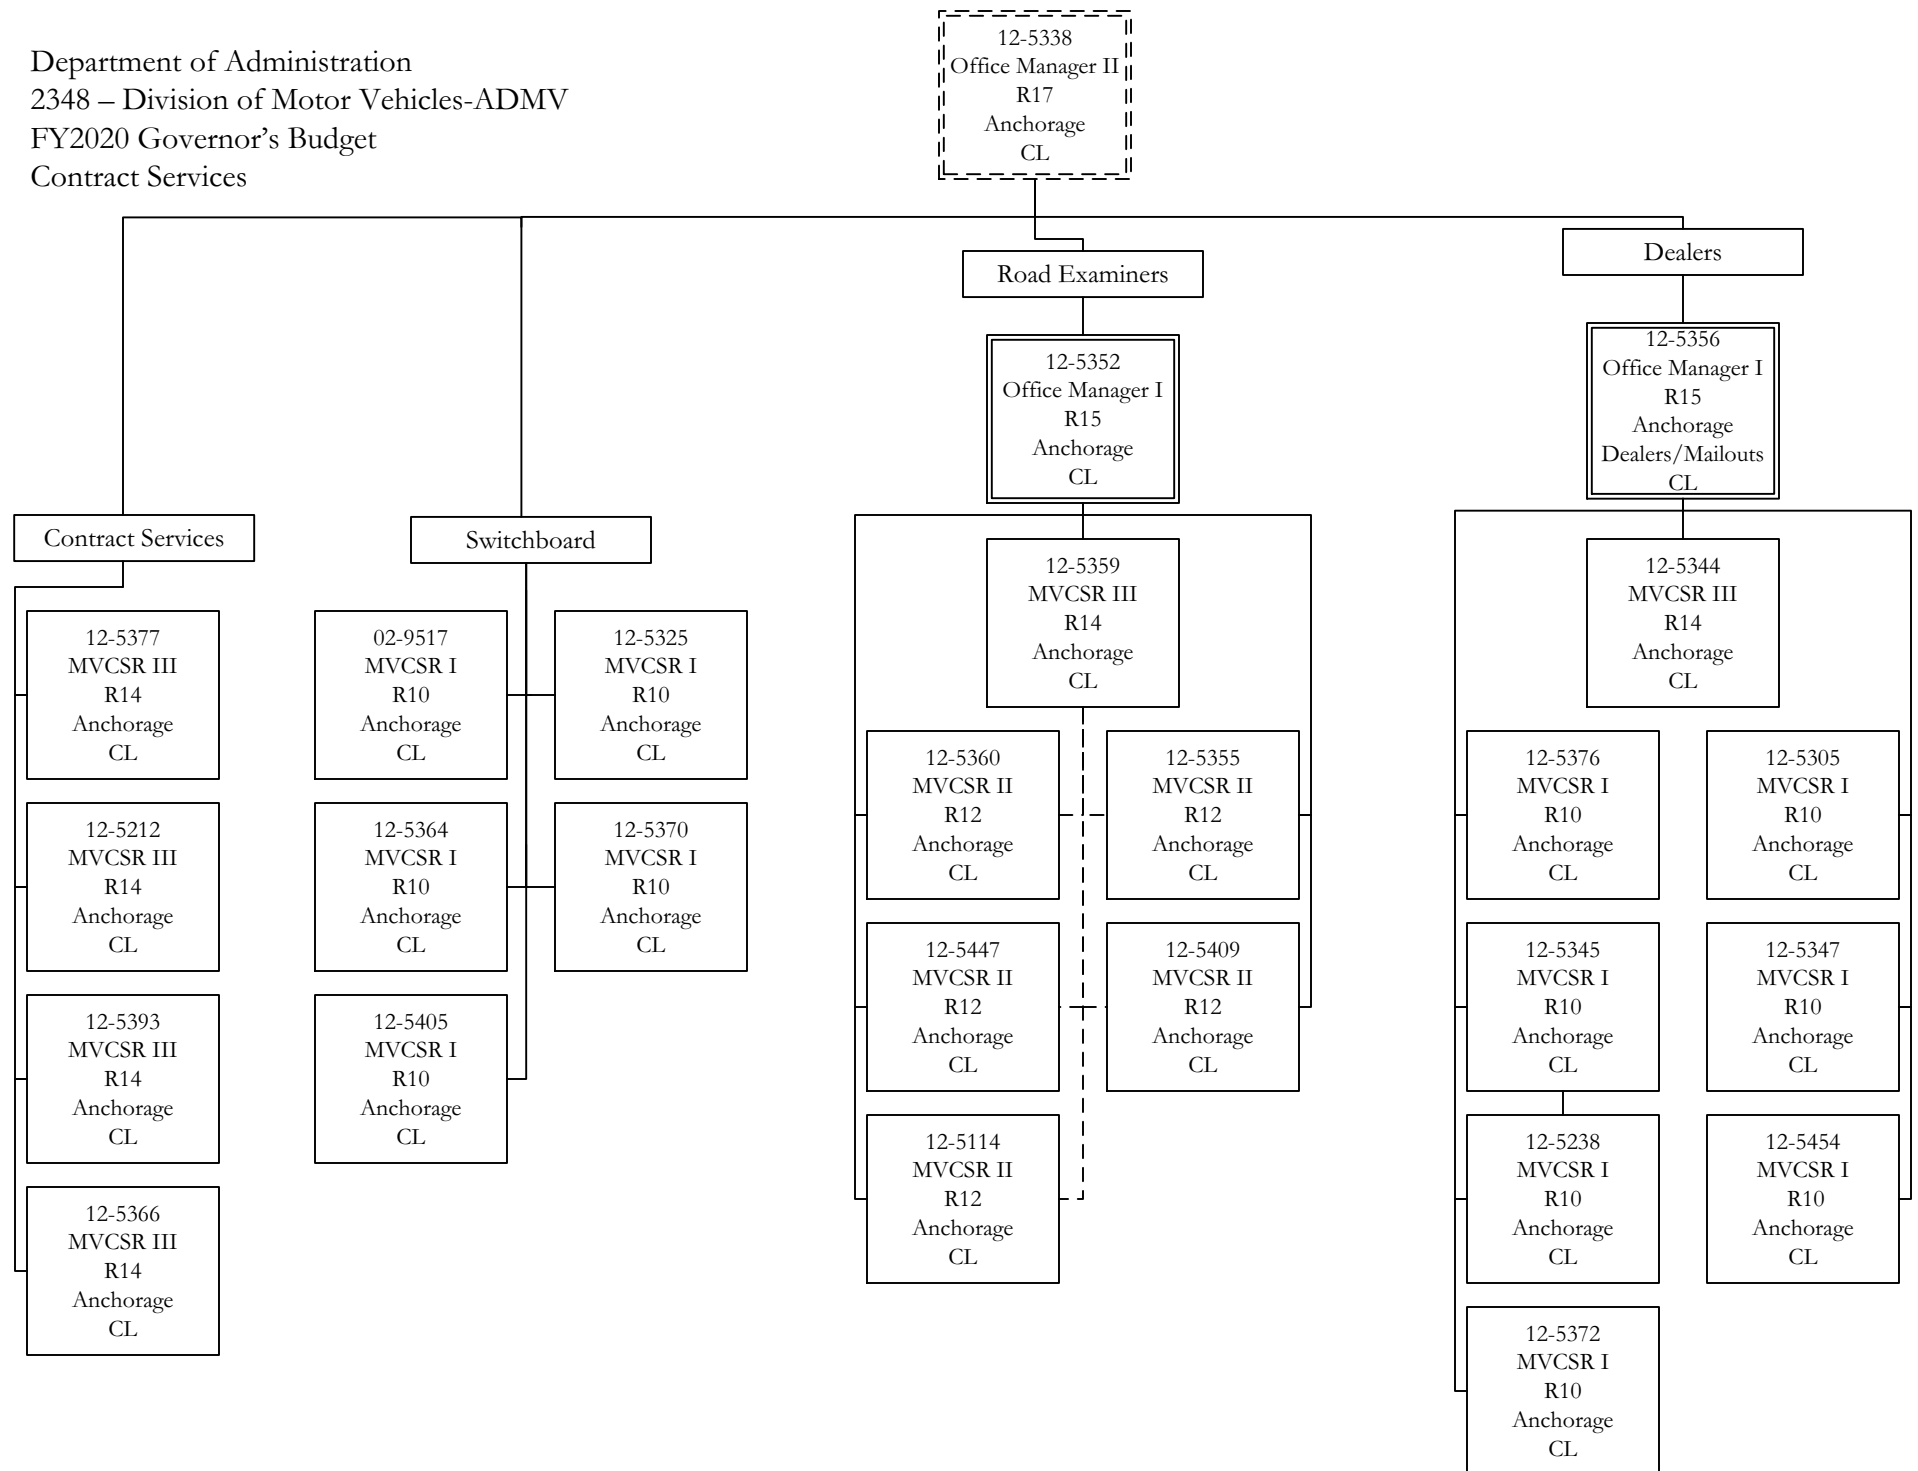 Department of Administration
2348 – Division of Motor Vehicles-ADMV
FY2020 Governor's Budget
Contract Services
12-5338
Office Manager II
R17
Anchorage
CL
Contract Services
12-5377
MVCSR III
R14
Anchorage
CL
12-5212
MVCSR III
R14
Anchorage
CL
12-5393
MVCSR III
R14
Anchorage
CL
12-5366
MVCSR III
R14
Anchorage
CL
Switchboard
02-9517
MVCSR I
R10
Anchorage
CL
12-5325
MVCSR I
R10
Anchorage
CL
12-5364
MVCSR I
R10
Anchorage
CL
12-5370
MVCSR I
R10
Anchorage
CL
12-5405
MVCSR I
R10
Anchorage
CL
Road Examiners
12-5352
Office Manager I
R15
Anchorage
CL
12-5359
MVCSR III
R14
Anchorage
CL
12-5360
MVCSR II
R12
Anchorage
CL
12-5355
MVCSR II
R12
Anchorage
CL
12-5447
MVCSR II
R12
Anchorage
CL
12-5409
MVCSR II
R12
Anchorage
CL
12-5114
MVCSR II
R12
Anchorage
CL
Dealers
12-5356
Office Manager I
R15
Anchorage
Dealers/Mailouts
CL
12-5344
MVCSR III
R14
Anchorage
CL
12-5376
MVCSR I
R10
Anchorage
CL
12-5305
MVCSR I
R10
Anchorage
CL
12-5345
MVCSR I
R10
Anchorage
CL
12-5347
MVCSR I
R10
Anchorage
CL
12-5238
MVCSR I
R10
Anchorage
CL
12-5454
MVCSR I
R10
Anchorage
CL
12-5372
MVCSR I
R10
Anchorage
CL